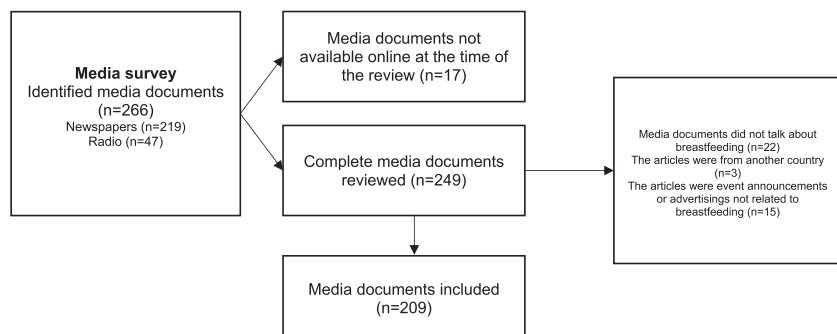 Media survey
Identified media documents
(n=266)
Newspapers (n=219)
Radio (n=47)
Media documents not
available online at the time of
the review (n=17)
Complete media documents
reviewed (n=249)
Media documents did not talk about
breastfeeding (n=22)
The articles were from another country
(n=3)
The articles were event announcements
or advertisings not related to
breastfeeding (n=15)
Media documents included
(n=209)